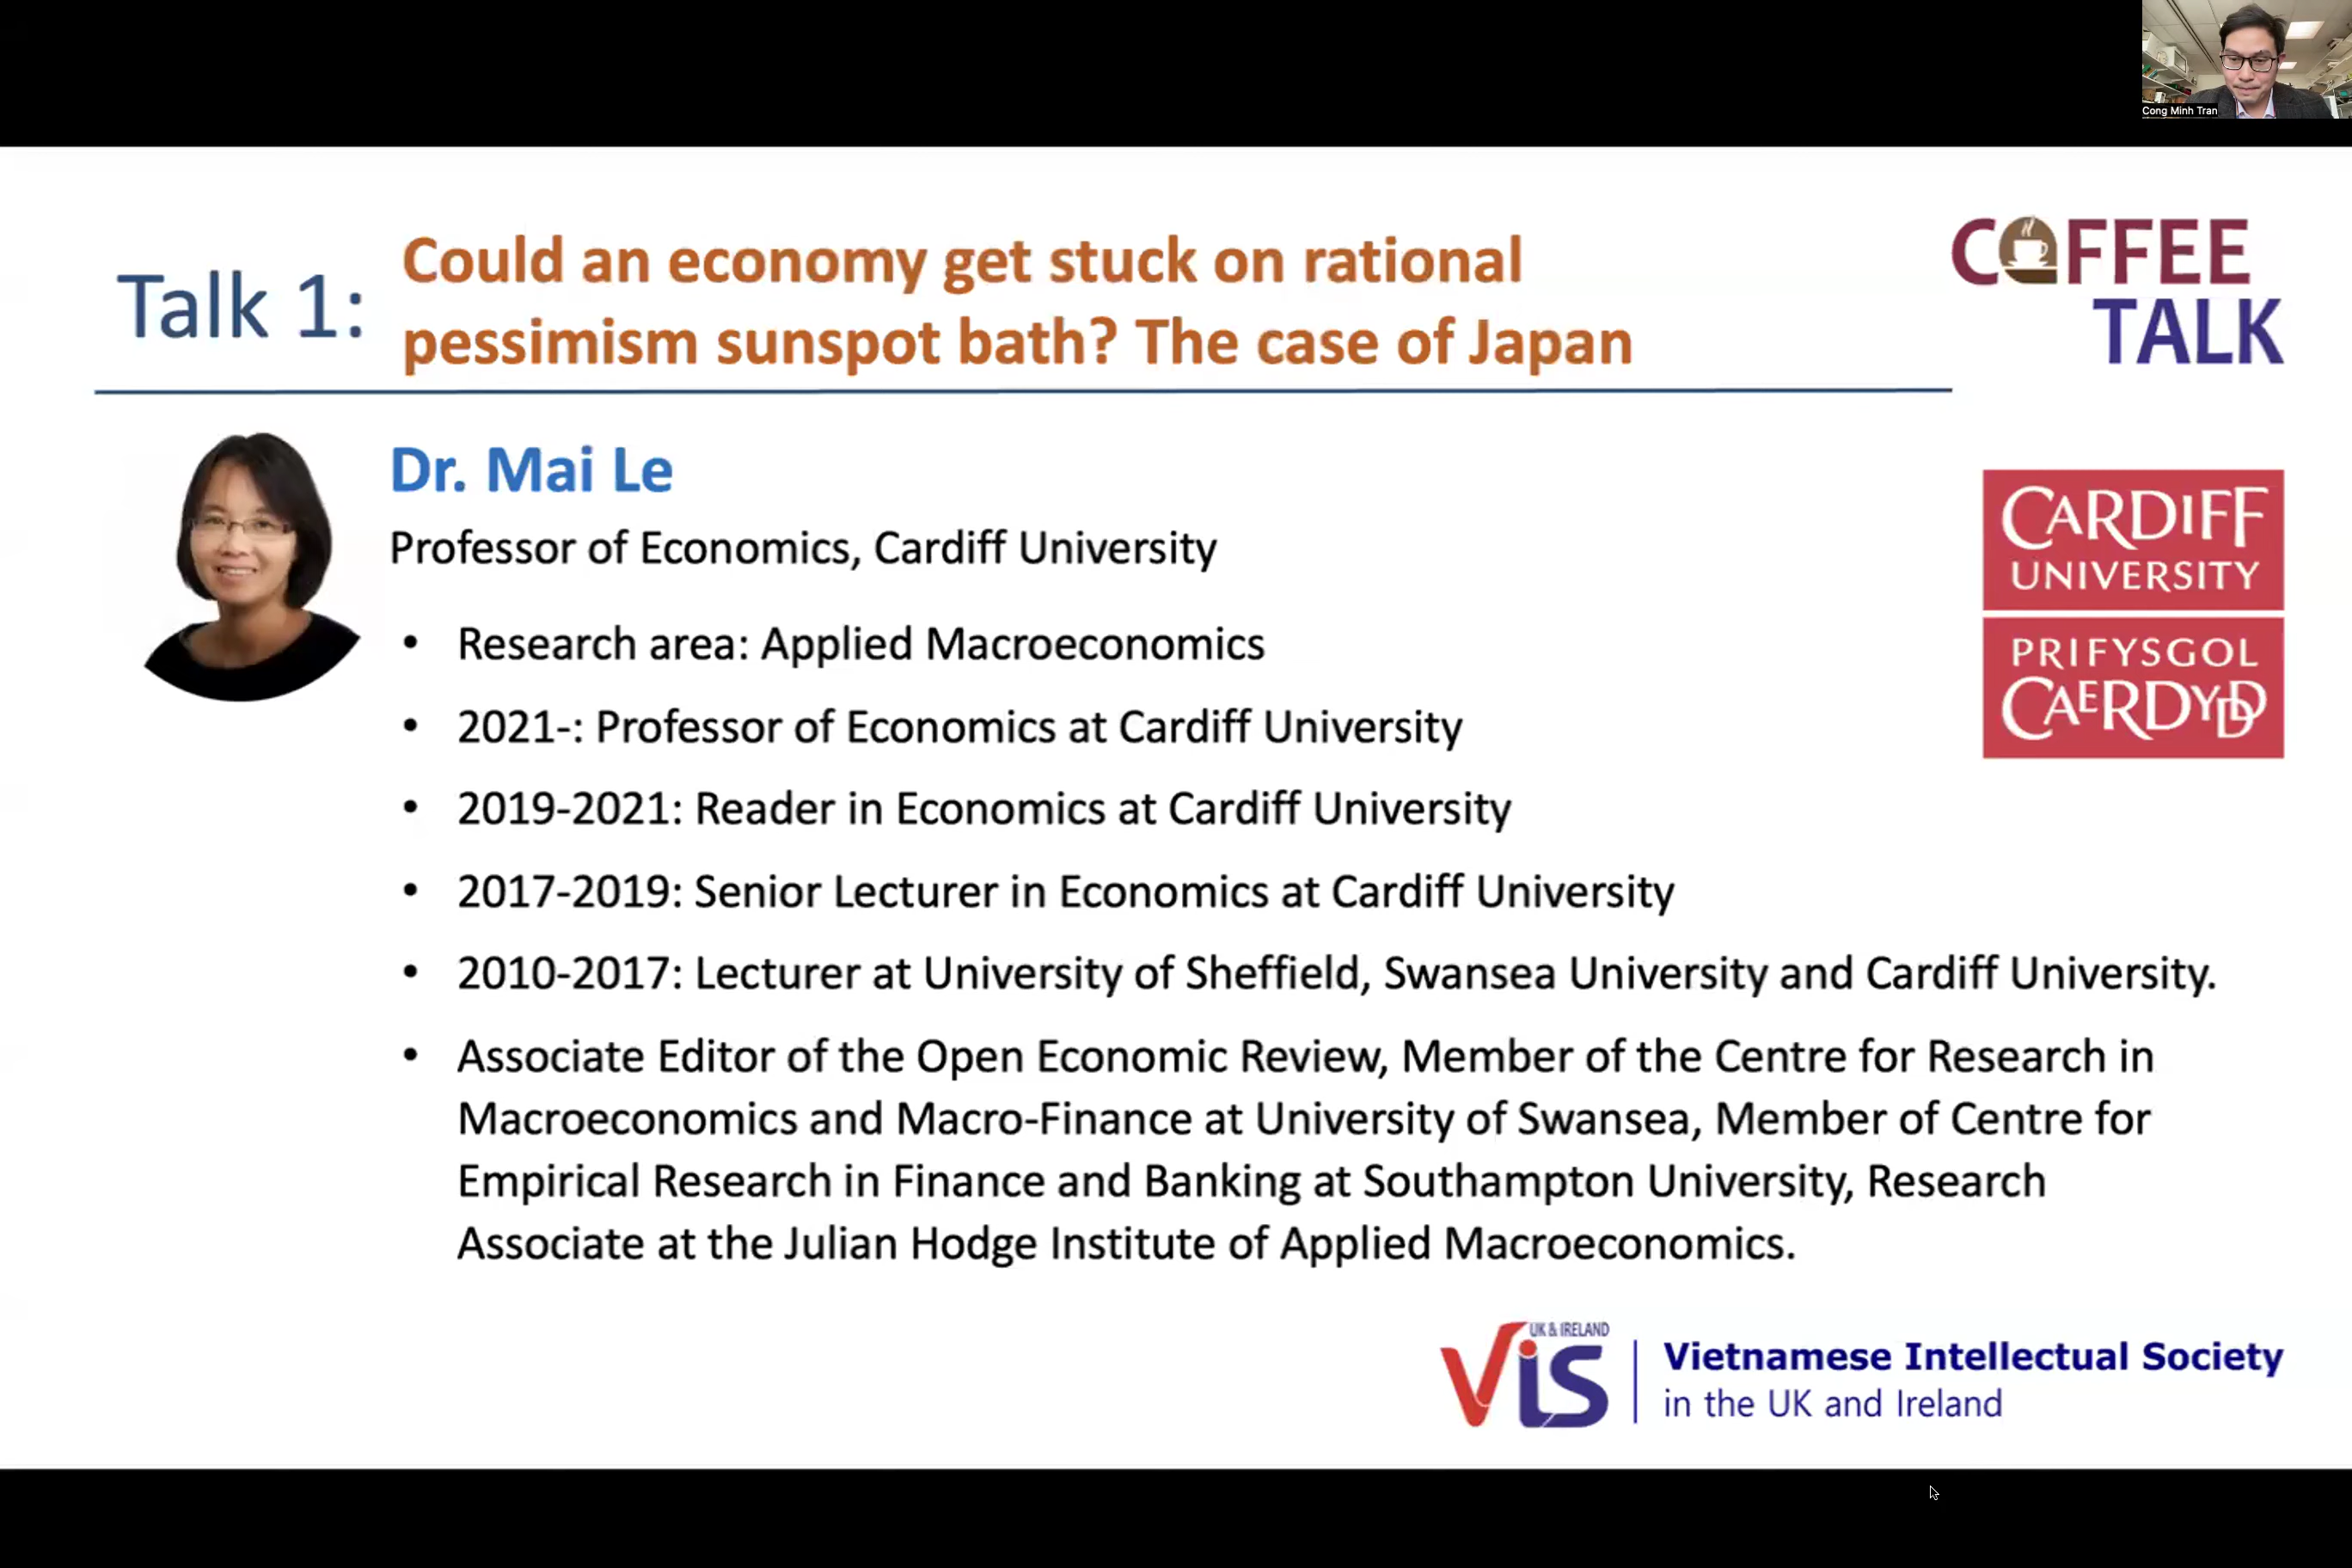 Cong Minh Tran
Talk 1:
Could an economy get stuck on rational
pessimism sunspot bath? The case of Japan
COFFEE
TALK
Dr. Mai Le
Professor of Economics, Cardiff University
• Research area: Applied Macroeconomics
• 2021-: Professor of Economics at Cardiff University
• 2019-2021: Reader in Economics at Cardiff University
• 2017-2019: Senior Lecturer in Economics at Cardiff University
• 2010-2017: Lecturer at University of Sheffield, Swansea University and Cardiff University.
• Associate Editor of the Open Economic Review, Member of the Centre for Research in
Macroeconomics and Macro-Finance at University of Swansea, Member of Centre for
Empirical Research in Finance and Banking at Southampton University, Research
Associate at the Julian Hodge Institute of Applied Macroeconomics.
CARDIFF
UNIVERSITY
PRIFYSGOL
CAERDYDD
UK & IRELAND
ViS
Vietnamese Intellectual Society
in the UK and Ireland